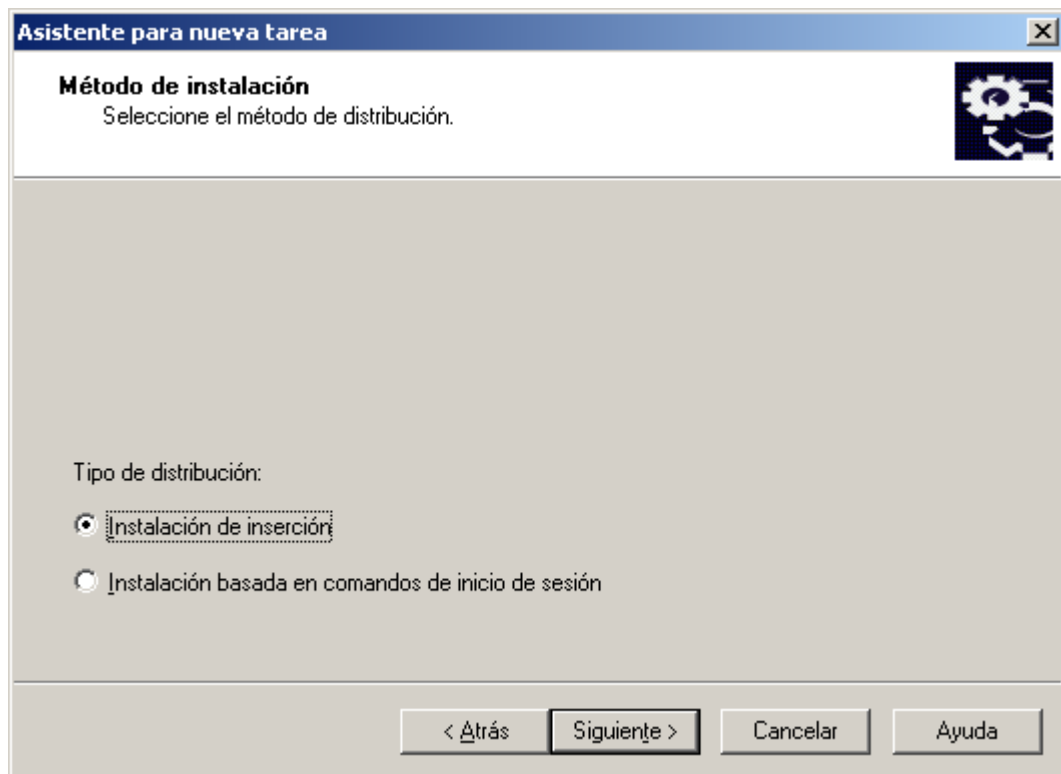 Asistente para nueva tarea
Método de instalación
Seleccione el método de distribución.
Tipo de distribución:
Instalación de inserción
Instalación basada en comandos de inicio de sesión
< Atrás
Siguiente >
Cancelar
Ayuda